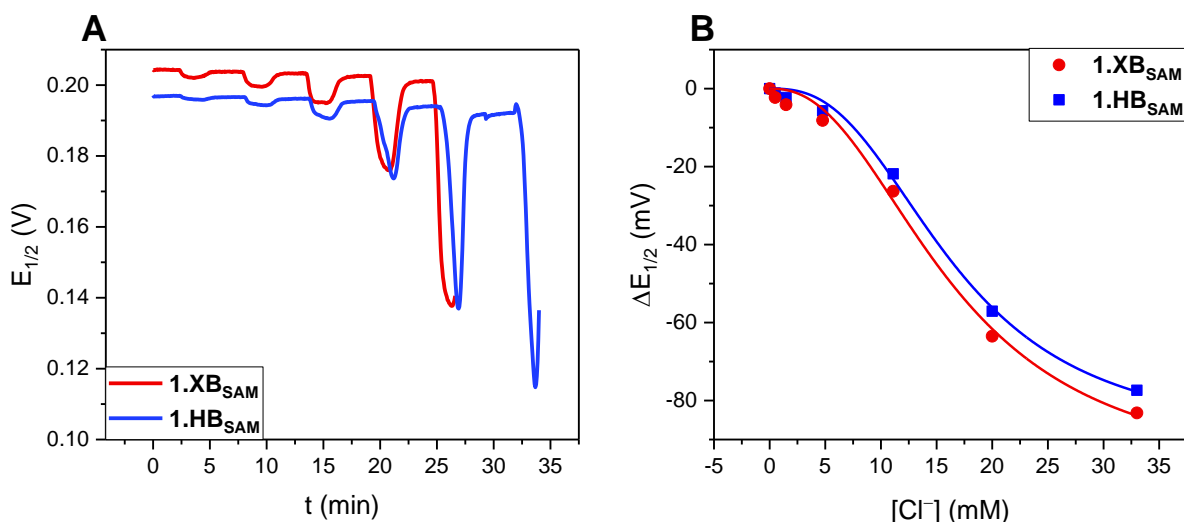 A
E1/2 (V)
0.20
0.18
0.16
0.14
0.12
0.10
1.XBSAM
1.HBSAM
0 5 10 15 20 25 30 35
t (min)
B
1.XBSAM
1.HBSAM
ΔE1/2 (mV)
0
-20
-40
-60
-80
-5 0 5 10 15 20 25 30 35
[Cl⁻] (mM)